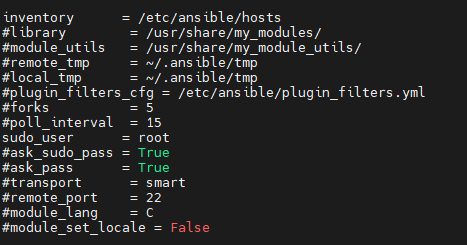 inventory      = /etc/ansible/hosts
#library        = /usr/share/my_modules/
#module_utils   = /usr/share/my_module_utils/
#remote_tmp     = ~/.ansible/tmp
#local_tmp      = ~/.ansible/tmp
#plugin_filters_cfg = /etc/ansible/plugin_filters.yml
#forks          = 5
#poll_interval  = 15
sudo_user      = root
#ask_sudo_pass = True
#ask_pass      = True
#transport      = smart
#remote_port    = 22
#module_lang    = C
#module_set_locale = False